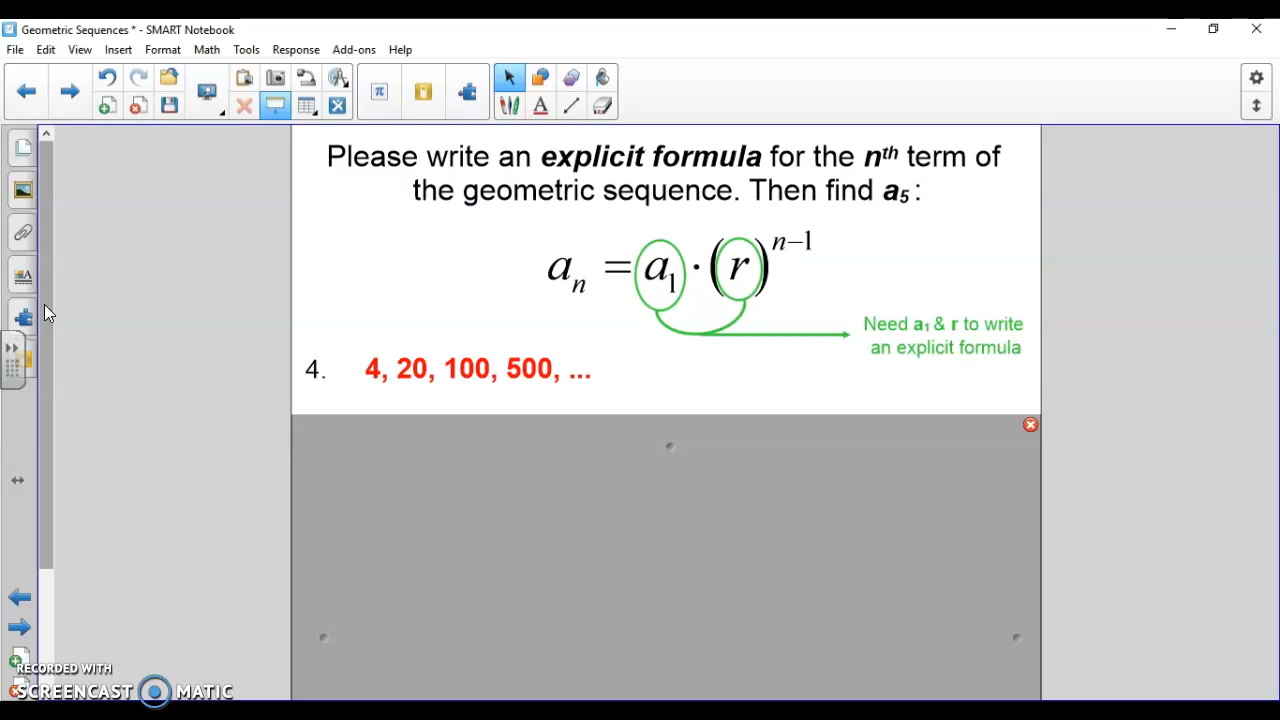 Geometric Sequences * - SMART Notebook
File Edit View Insert Format Math Tools Response Add-ons Help
Please write an explicit formula for the nth term of
the geometric sequence. Then find a5 :
an = a1 · (r)n–1
Need a1 & r to write
an explicit formula
4. 4, 20, 100, 500, ...
RECORDED WITH
SCREENCAST MATIC